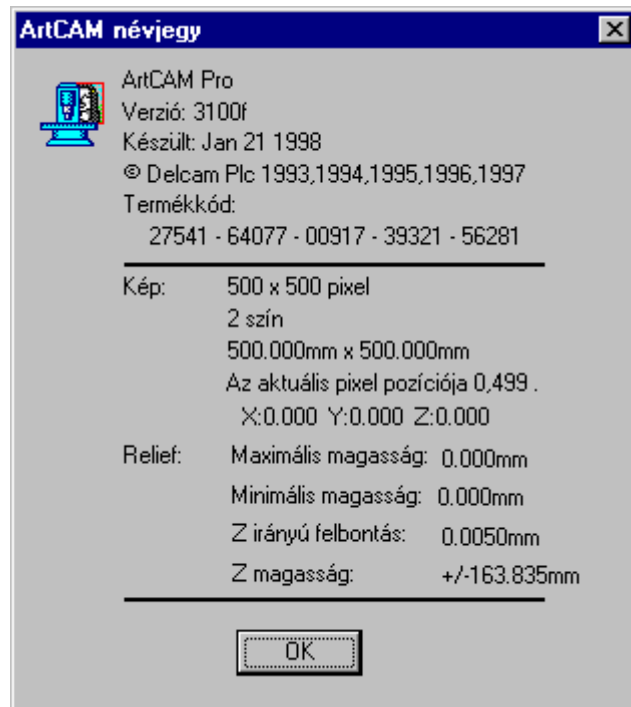 ArtCAM névjegy
ArtCAM Pro
Verzió: 3100f
Készült: Jan 21 1998
© Delcam Plc 1993,1994,1995,1996,1997
Termékkód:
27541 - 64077 - 00917 - 39321 - 56281
Kép: 500 x 500 pixel
2 szín
500.000mm x 500.000mm
Az aktuális pixel pozíciója 0,499 .
X:0.000 Y:0.000 Z:0.000
Relief: Maximális magasság: 0.000mm
Minimális magasság: 0.000mm
Z irányú felbontás: 0.0050mm
Z magasság: +/-163.835mm
OK